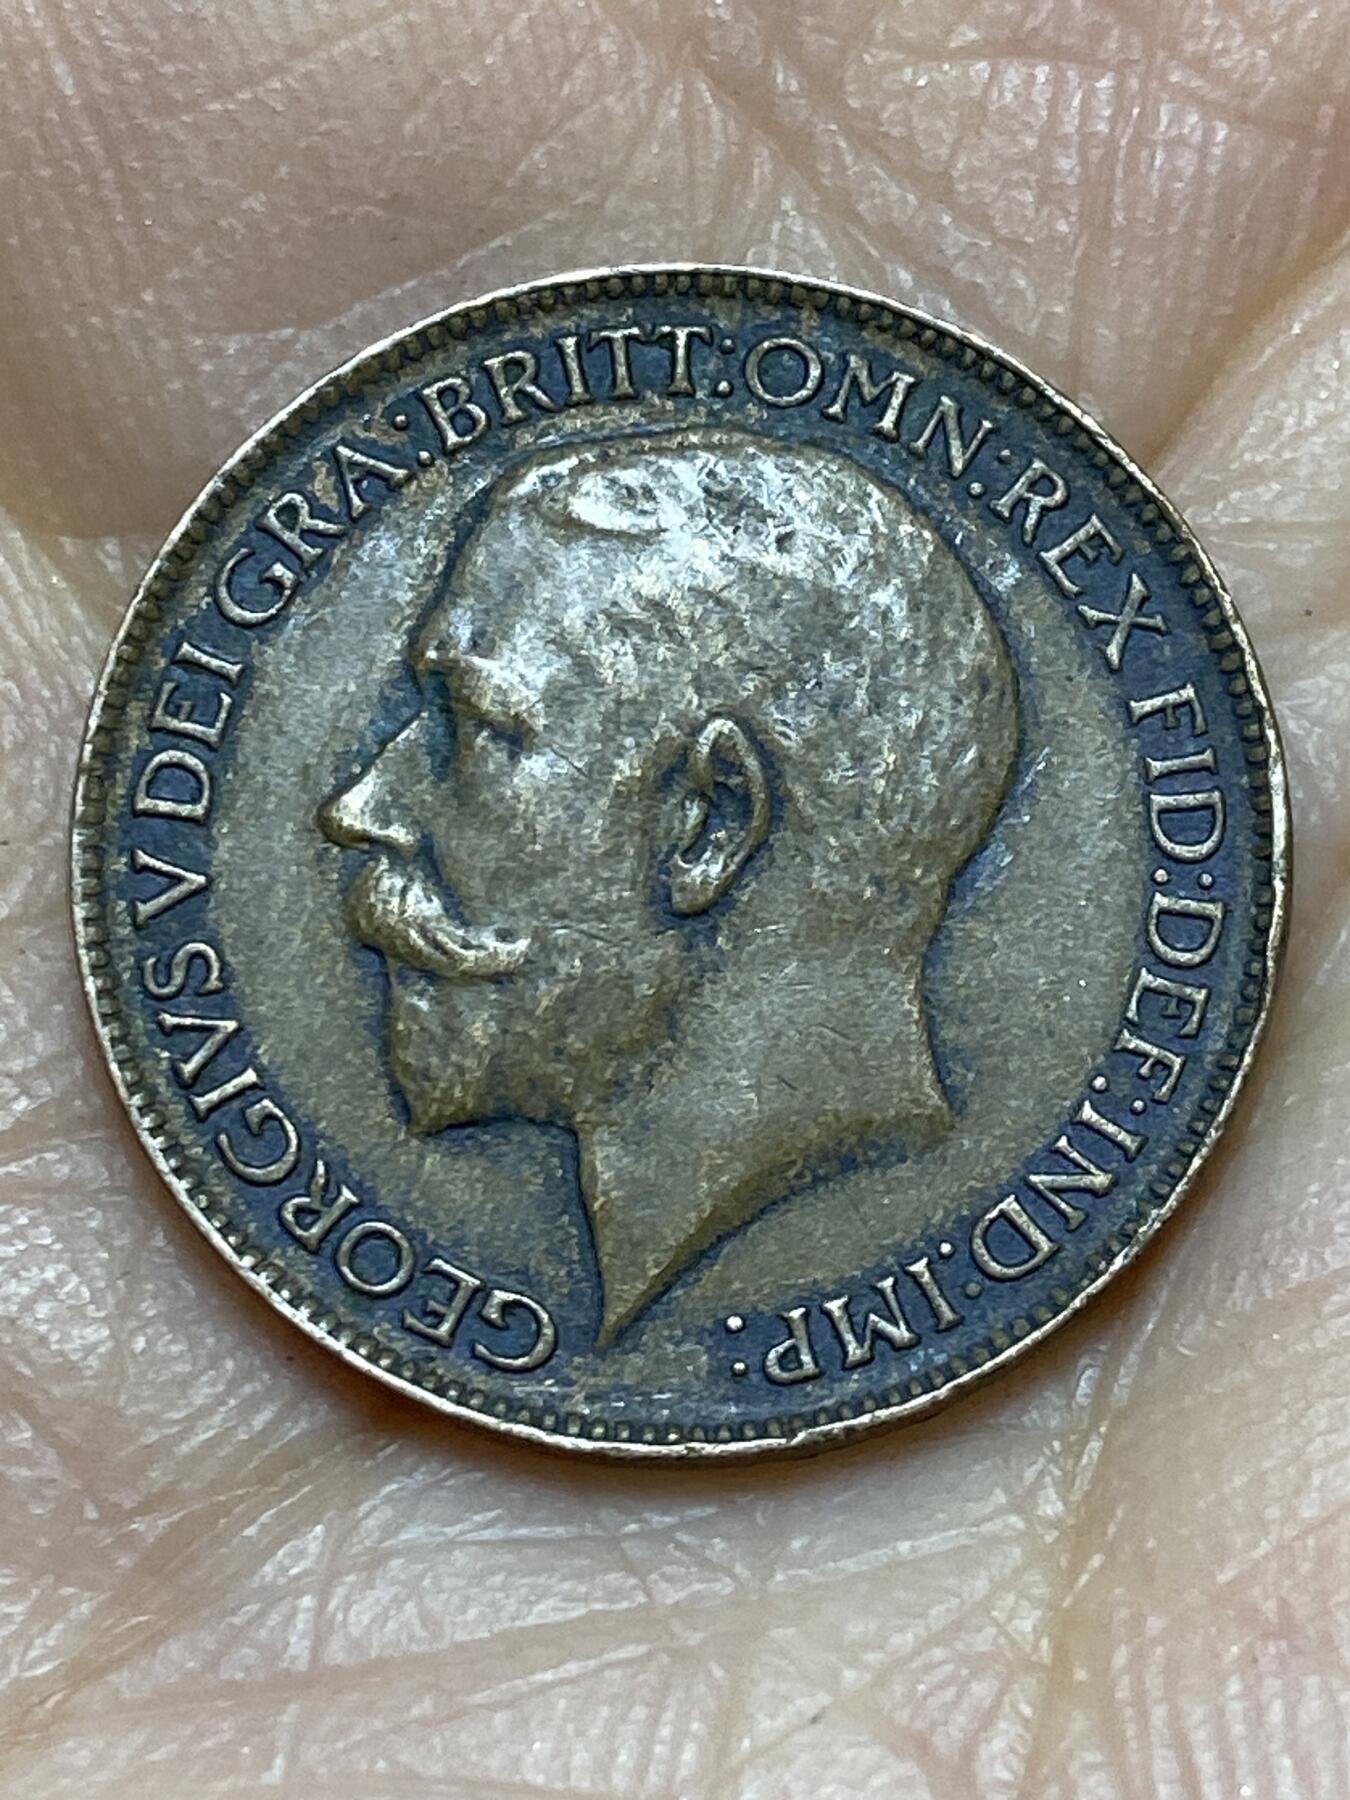 GEORGIVS V DEI GRA: BRITT: OMN: REX FID: DEF: IND: IMP: